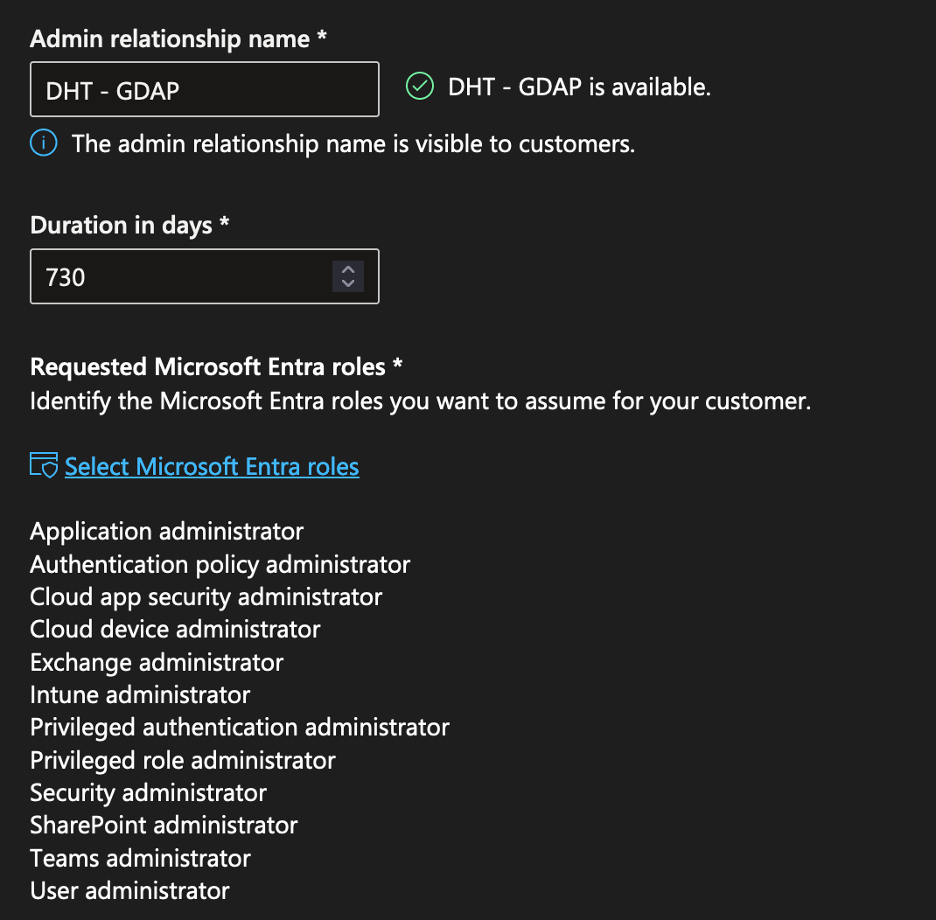 Admin relationship name *
DHT - GDAP
DHT - GDAP is available.
The admin relationship name is visible to customers.
Duration in days *
730
Requested Microsoft Entra roles *
Identify the Microsoft Entra roles you want to assume for your customer.
Select Microsoft Entra roles
Application administrator
Authentication policy administrator
Cloud app security administrator
Cloud device administrator
Exchange administrator
Intune administrator
Privileged authentication administrator
Privileged role administrator
Security administrator
SharePoint administrator
Teams administrator
User administrator